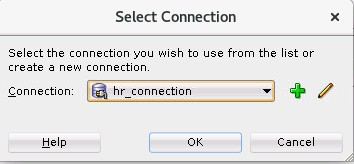 Select Connection
Select the connection you wish to use from the list or
create a new connection.
Connection: hr_connection
Help OK Cancel